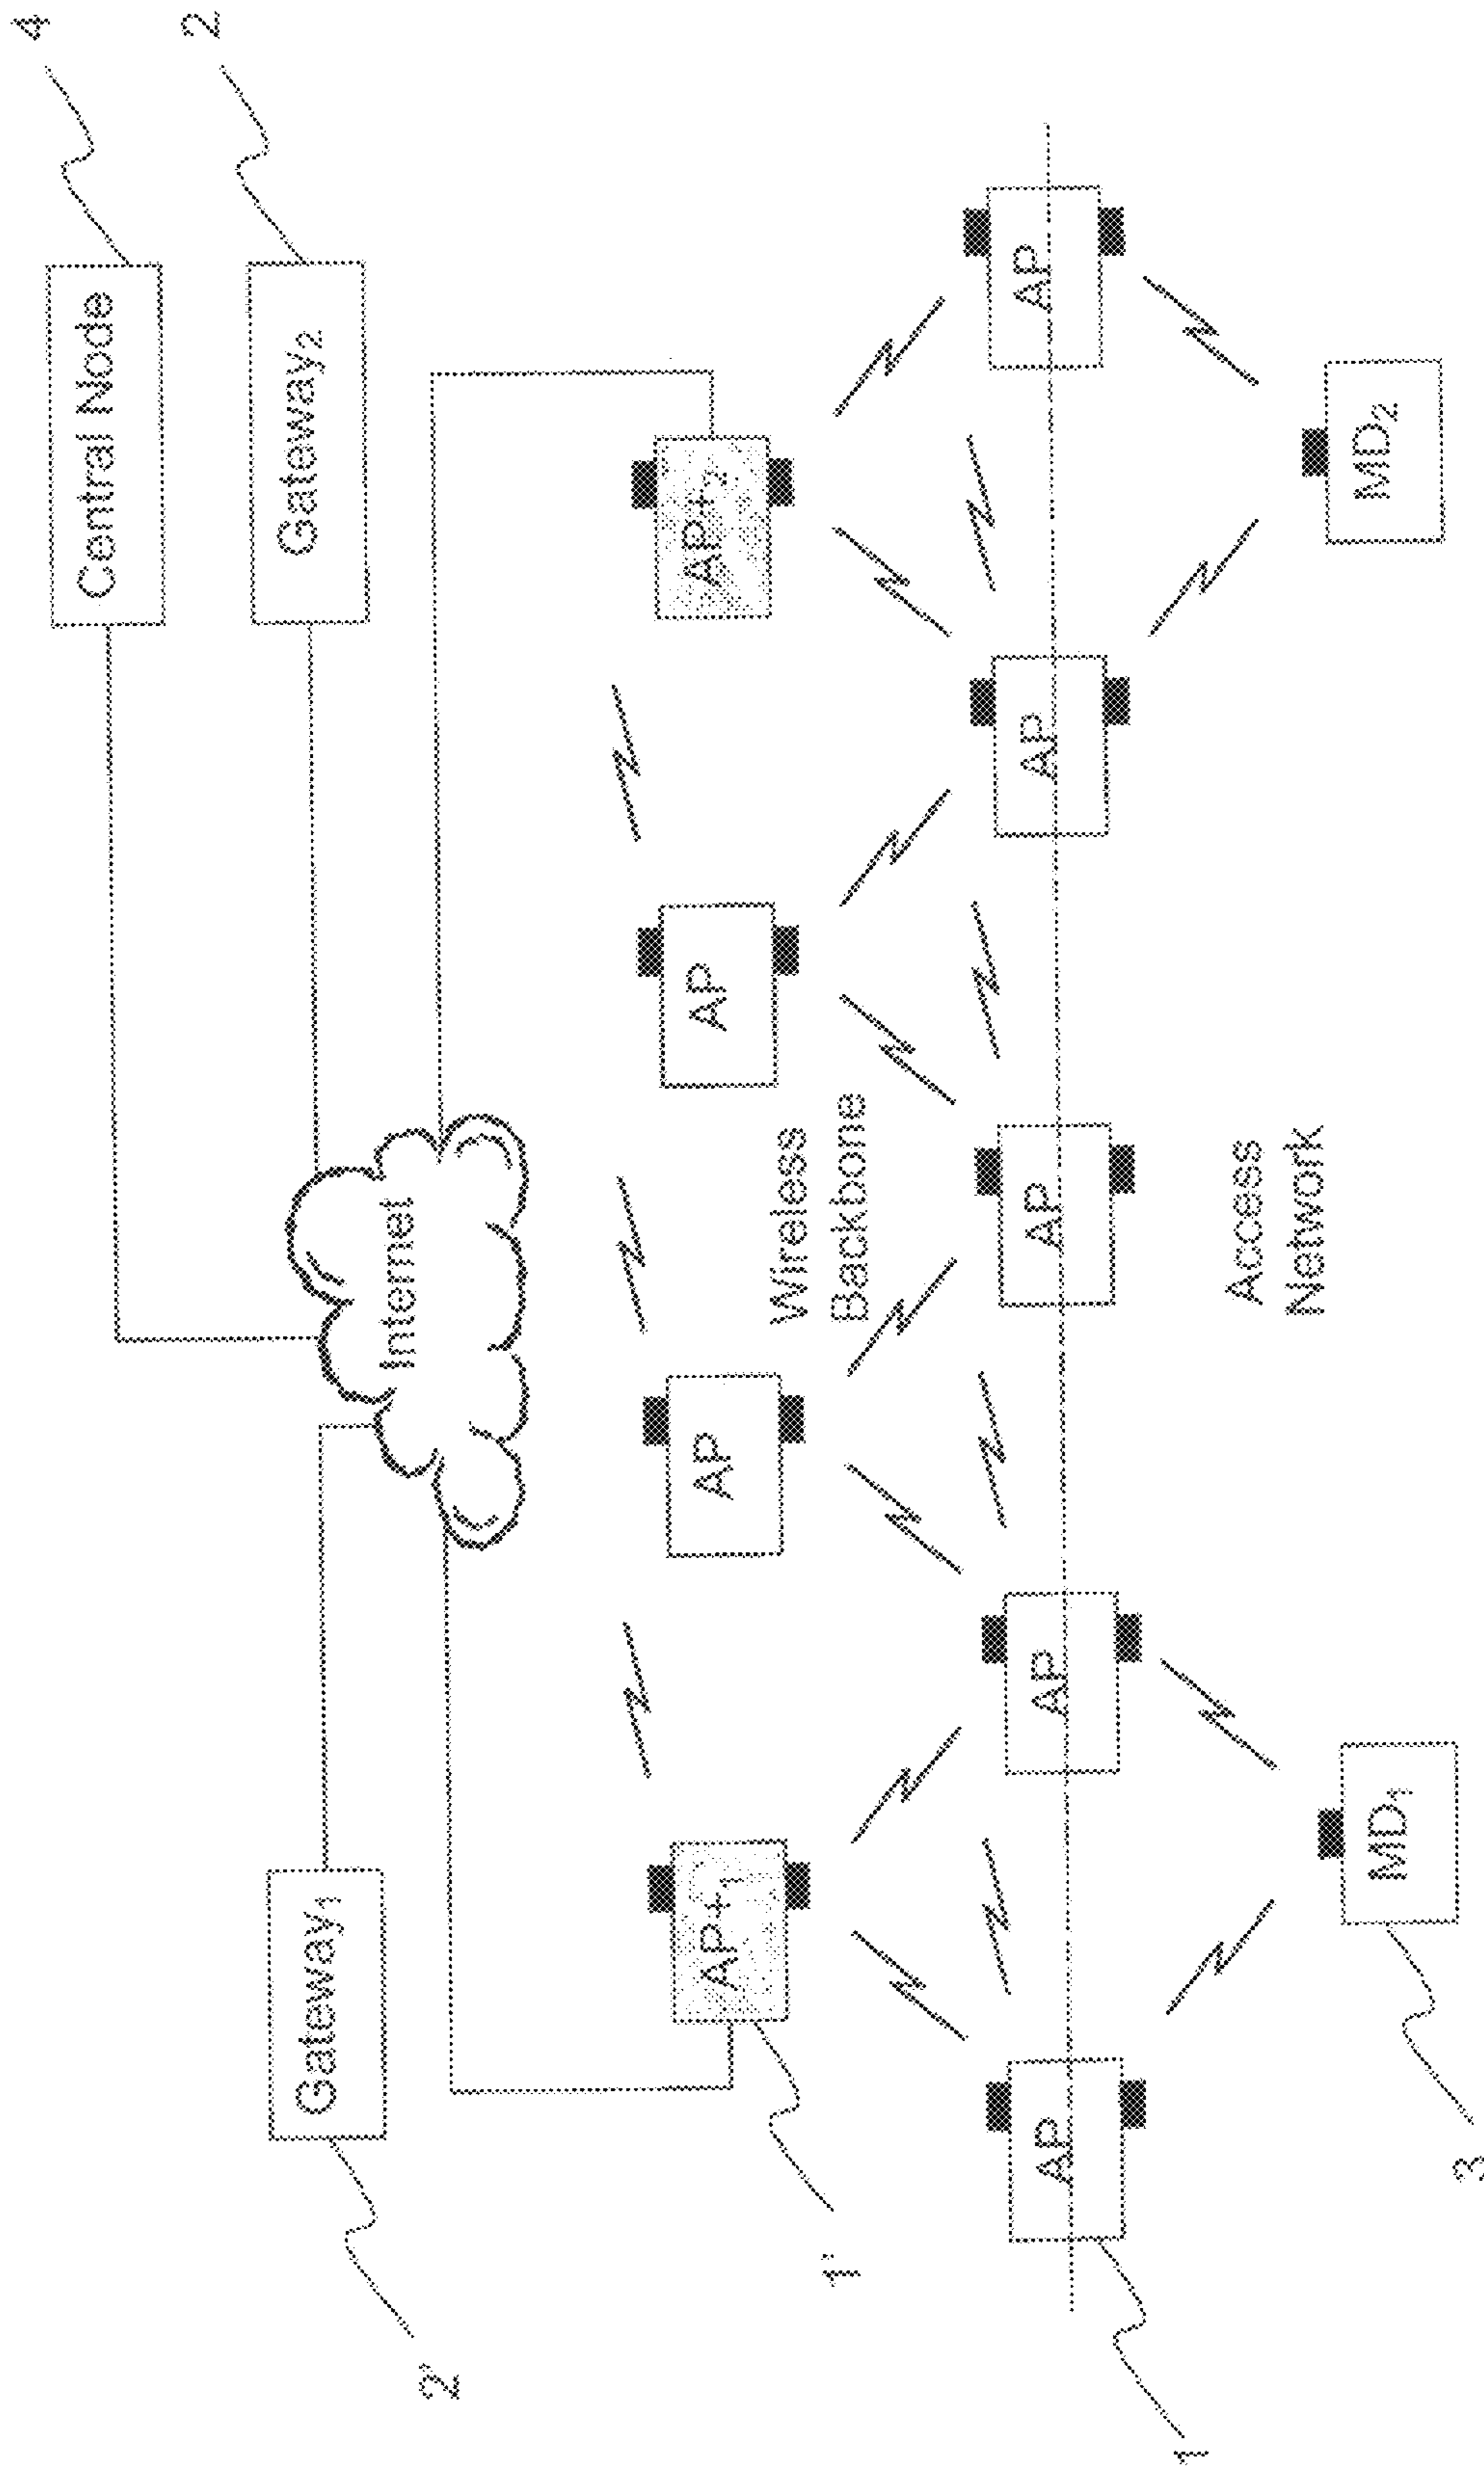 4
Central Node
2
Gateway₁
Gateway₂
Internet
2'
AP+₁
AP
AP
AP+₂
Wireless
Backbone
1'
AP
AP
AP
AP
AP
1
Access
Network
MD₁
MD₂
3